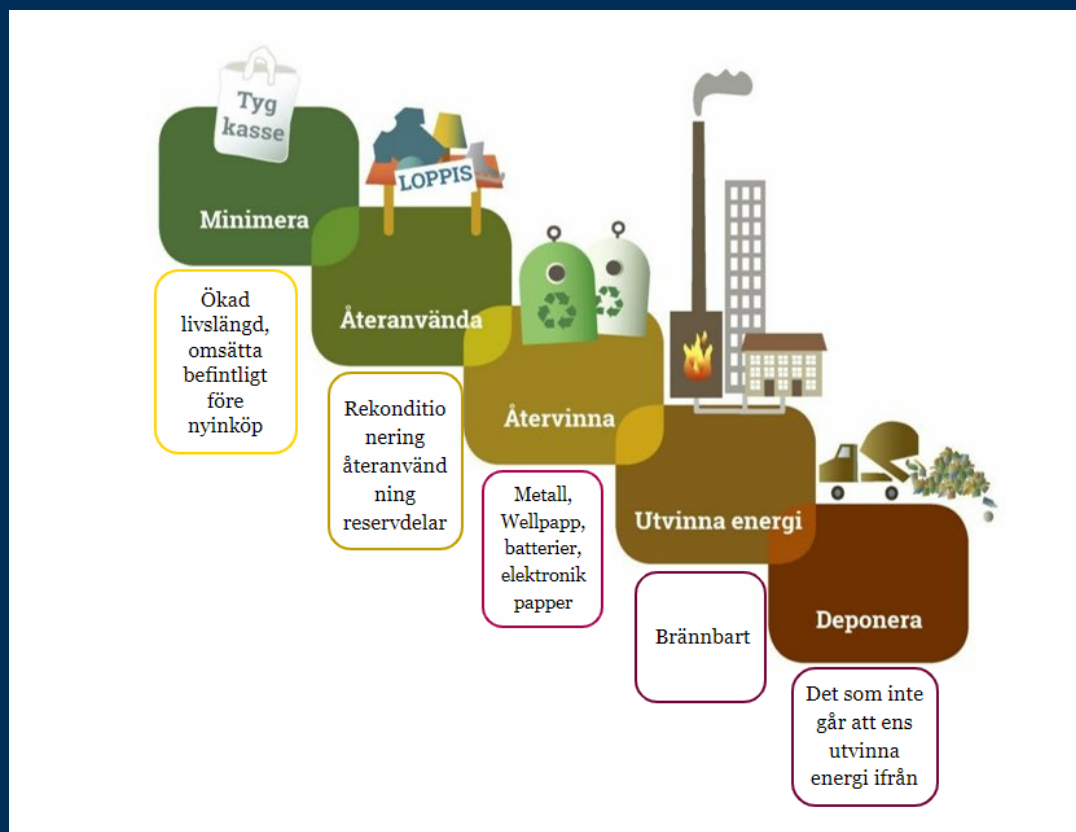 Tyg
kasse
Minimera
Ökad
livslängd,
omsätta
befintligt
före
nyinköp
LOPPIS
Återanvända
Rekonditio
nering
återanvänd
ning
reservdelar
Återvinna
Metall,
Wellpapp,
batterier,
elektronik
papper
Utvinna energi
Brännbart
Deponera
Det som inte
går att ens
utvinna
energi ifrån